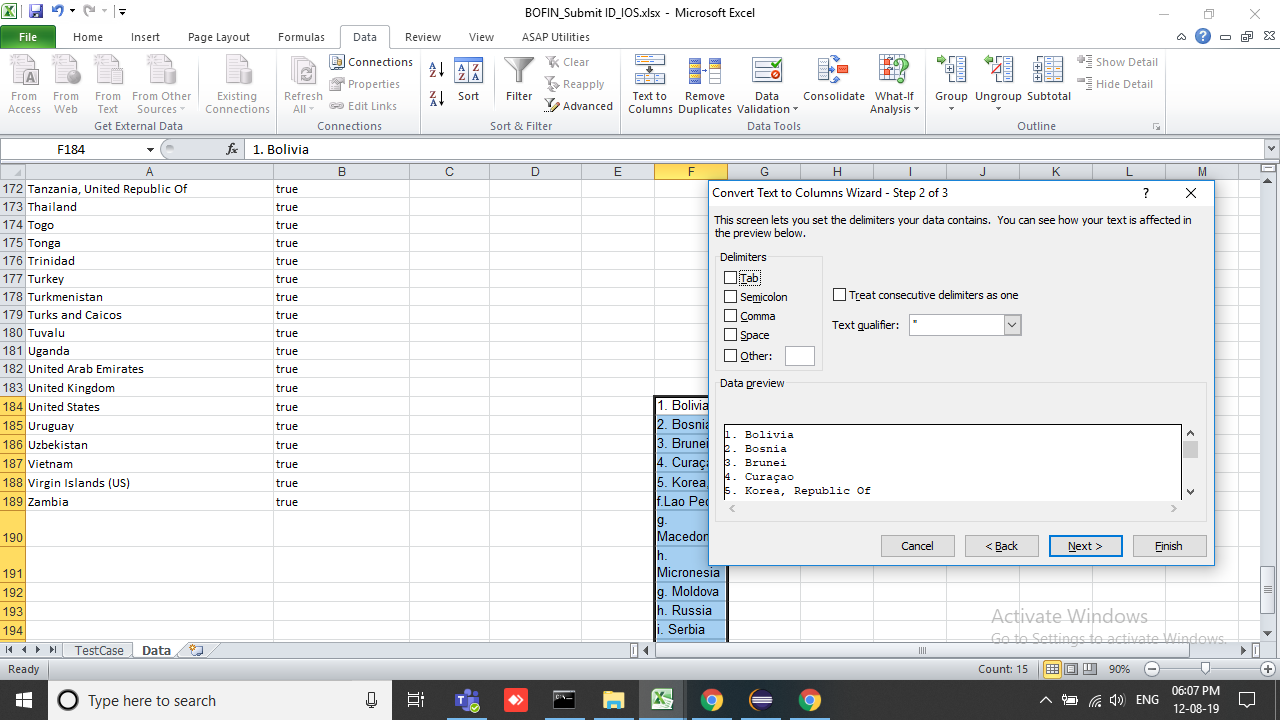 BOFIN_Submit ID_IOS.xlsx - Microsoft Excel
File Home Insert Page Layout Formulas Data Review View ASAP Utilities
From Access
From Web
From Text
From Other Sources
Existing Connections
Get External Data
Refresh All
Connections
Properties
Edit Links
Connections
Sort
Filter
Clear
Reapply
Advanced
Sort & Filter
Text to Columns
Remove Duplicates
Data Validation
Consolidate
What-If Analysis
Data Tools
Group
Ungroup
Subtotal
Show Detail
Hide Detail
Outline
F184 fx 1. Bolivia
A B C D E F G H I J K L M
172 Tanzania, United Republic Of true
173 Thailand true
174 Togo true
175 Tonga true
176 Trinidad true
177 Turkey true
178 Turkmenistan true
179 Turks and Caicos true
180 Tuvalu true
181 Uganda true
182 United Arab Emirates true
183 United Kingdom true
184 United States true 1. Bolivia
185 Uruguay true 2. Bosnia
186 Uzbekistan true 3. Brunei
187 Vietnam true 4. Curaç
188 Virgin Islands (US) true 5. Korea,
189 Zambia true f.Lao Peo
190 g. Macedon
191 h. Micronesia
192 g. Moldova
193 h. Russia
194 i. Serbia
Convert Text to Columns Wizard - Step 2 of 3 ?
This screen lets you set the delimiters your data contains. You can see how your text is affected in
the preview below.
Delimiters
Tab
Semicolon
Comma
Space
Other:
Treat consecutive delimiters as one
Text qualifier: "
Data preview
1. Bolivia
2. Bosnia
3. Brunei
4. Curaçao
5. Korea, Republic Of
Cancel < Back Next > Finish
Activate Windows
Go to Settings to activate Windows.
TestCase Data
Ready Count: 15 90%
Type here to search
ENG
06:07 PM
12-08-19